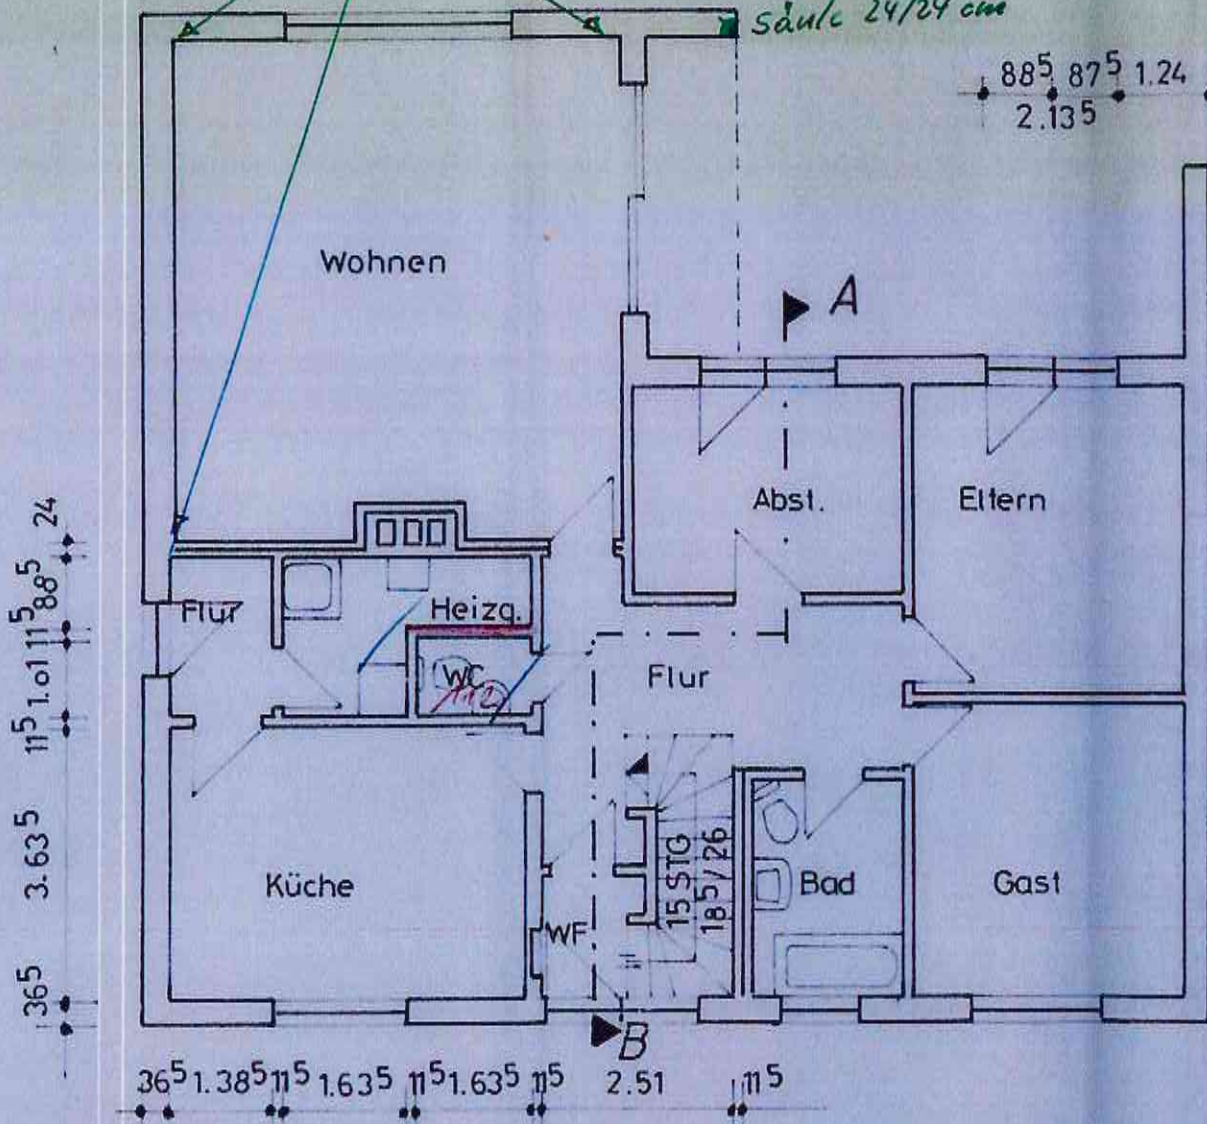 Säule 24/24 cm
88⁵ 87⁵ 1.24
2.13⁵
Wohnen
A
Abst.
Eltern
24
88⁵
11⁵
1.01
11⁵
3.63⁵
36⁵
Flur
Heizg.
WC
Flur
Küche
WF
15 STG
18⁵/26
Bad
Gast
B
36⁵ 1.38⁵ 11⁵ 1.63⁵ 11⁵ 1.63⁵ 11⁵ 2.51 11⁵